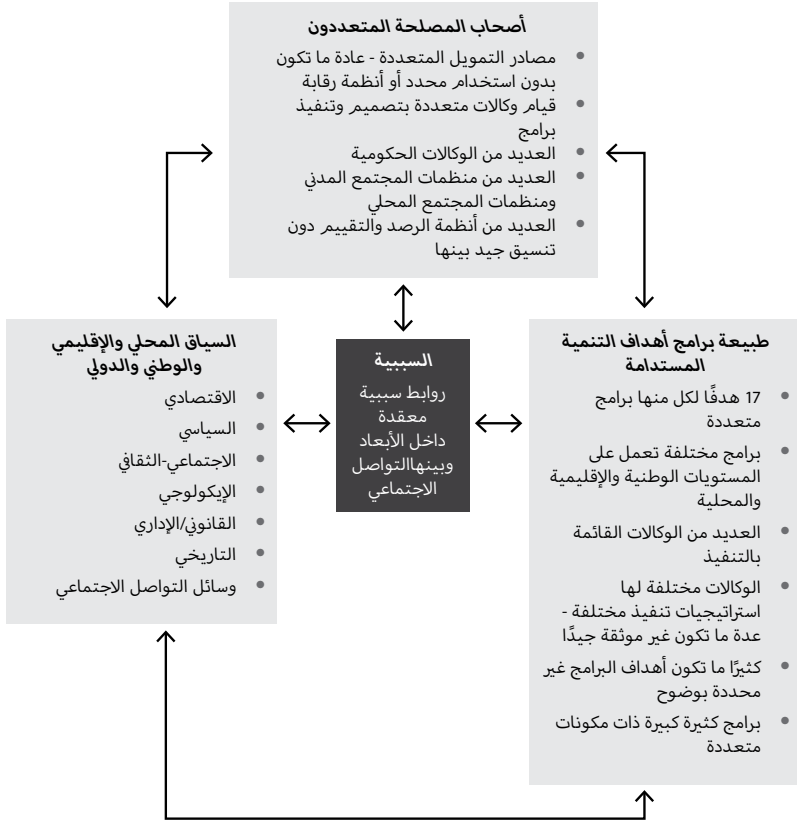 أصحاب المصلحة المتعددون
• مصادر التمويل المتعددة - عادة ما تكون
بدون استخدام محدد أو أنظمة رقابة
• قيام وكالات متعددة بتصميم وتنفيذ
برامج
• العديد من الوكالات الحكومية
• العديد من منظمات المجتمع المدني
ومنظمات المجتمع المحلي
• العديد من أنظمة الرصد والتقييم دون
تنسيق جيد بينها
طبيعة برامج أهداف التنمية
المستدامة
• 17 هدفًا لكل منها برامج
متعددة
• برامج مختلفة تعمل على
المستويات الوطنية والإقليمية
والمحلية
• العديد من الوكالات القائمة
بالتنفيذ
• الوكالات مختلفة لها
استراتيجيات تنفيذ مختلفة -
عدة ما تكون غير موثقة جيدًا
• كثيرًا ما تكون أهداف البرامج غير
محددة بوضوح
• برامج كثيرة كبيرة ذات مكونات
متعددة
السببية
روابط سببية
معقدة
داخل الأبعاد
وبينهاالتواصل
الاجتماعي
السياق المحلي والإقليمي
والوطني والدولي
• الاقتصادي
• السياسي
• الاجتماعي-الثقافي
• الإيكولوجي
• القانوني/الإداري
• التاريخي
• وسائل التواصل الاجتماعي